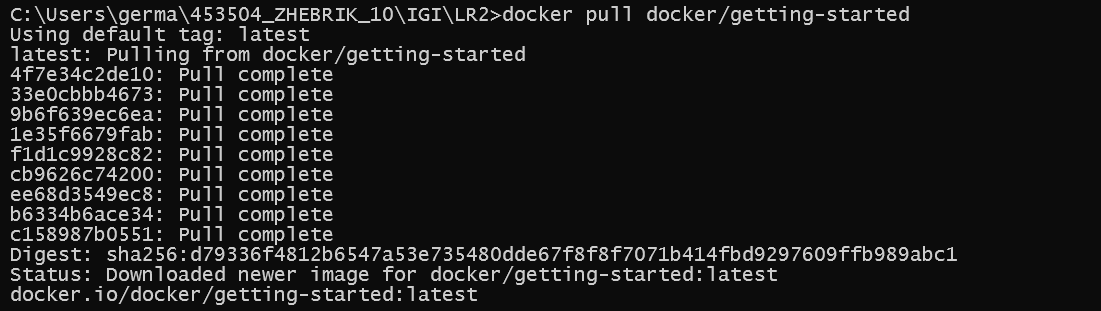 C:\Users\germa\453504_ZHEBRIK_10\IGI\LR2>docker pull docker/getting-started
Using default tag: latest
latest: Pulling from docker/getting-started
4f7e34c2de10: Pull complete
33e0cbbb4673: Pull complete
9b6f639ec6ea: Pull complete
1e35f6679fab: Pull complete
f1d1c9928c82: Pull complete
cb9626c74200: Pull complete
ee68d3549ec8: Pull complete
b6334b6ace34: Pull complete
c158987b0551: Pull complete
Digest: sha256:d79336f4812b6547a53e735480dde67f8f8f7071b414fbd9297609ffb989abc1
Status: Downloaded newer image for docker/getting-started:latest
docker.io/docker/getting-started:latest